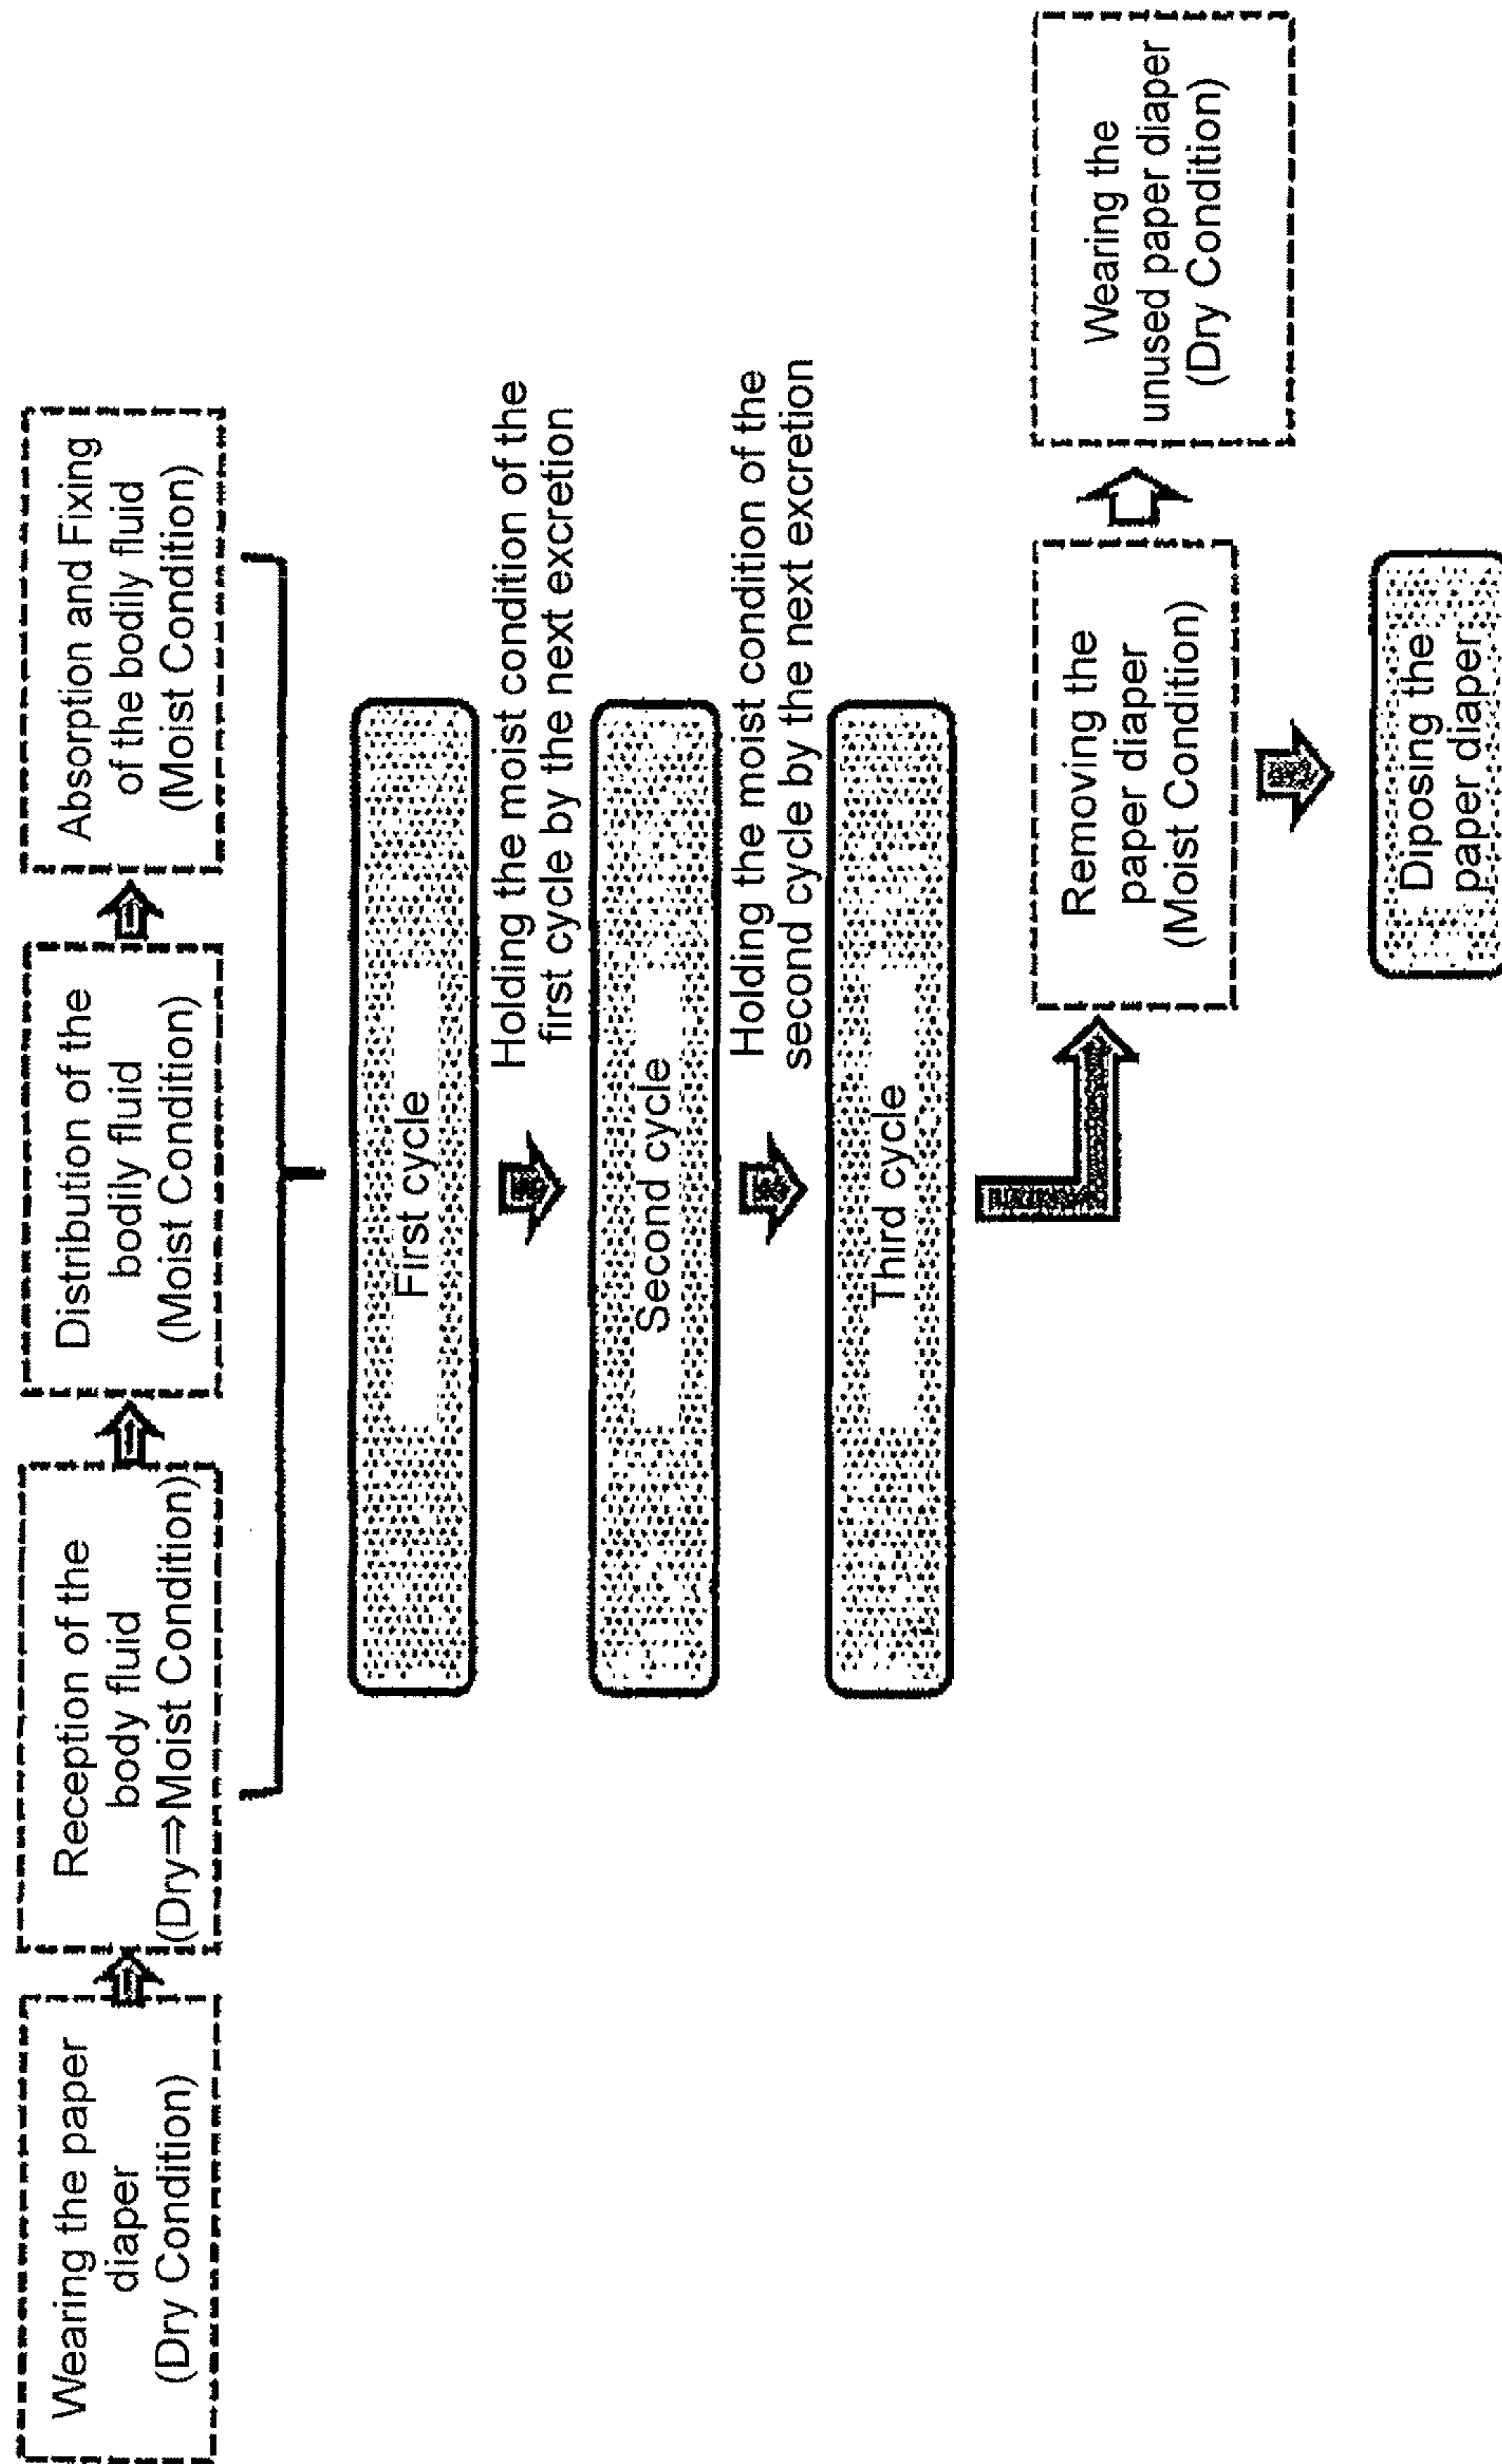 Wearing the paper
diaper
(Dry Condition)
Reception of the
body fluid
(Dry⇒Moist Condition)
Distribution of the
bodily fluid
(Moist Condition)
Absorption and Fixing
of the bodily fluid
(Moist Condition)
First cycle
Holding the moist condition of the
first cycle by the next excretion
Second cycle
Holding the moist condition of the
second cycle by the next excretion
Third cycle
Removing the
paper diaper
(Moist Condition)
Wearing the
unused paper diaper
(Dry Condition)
Diposing the
paper diaper